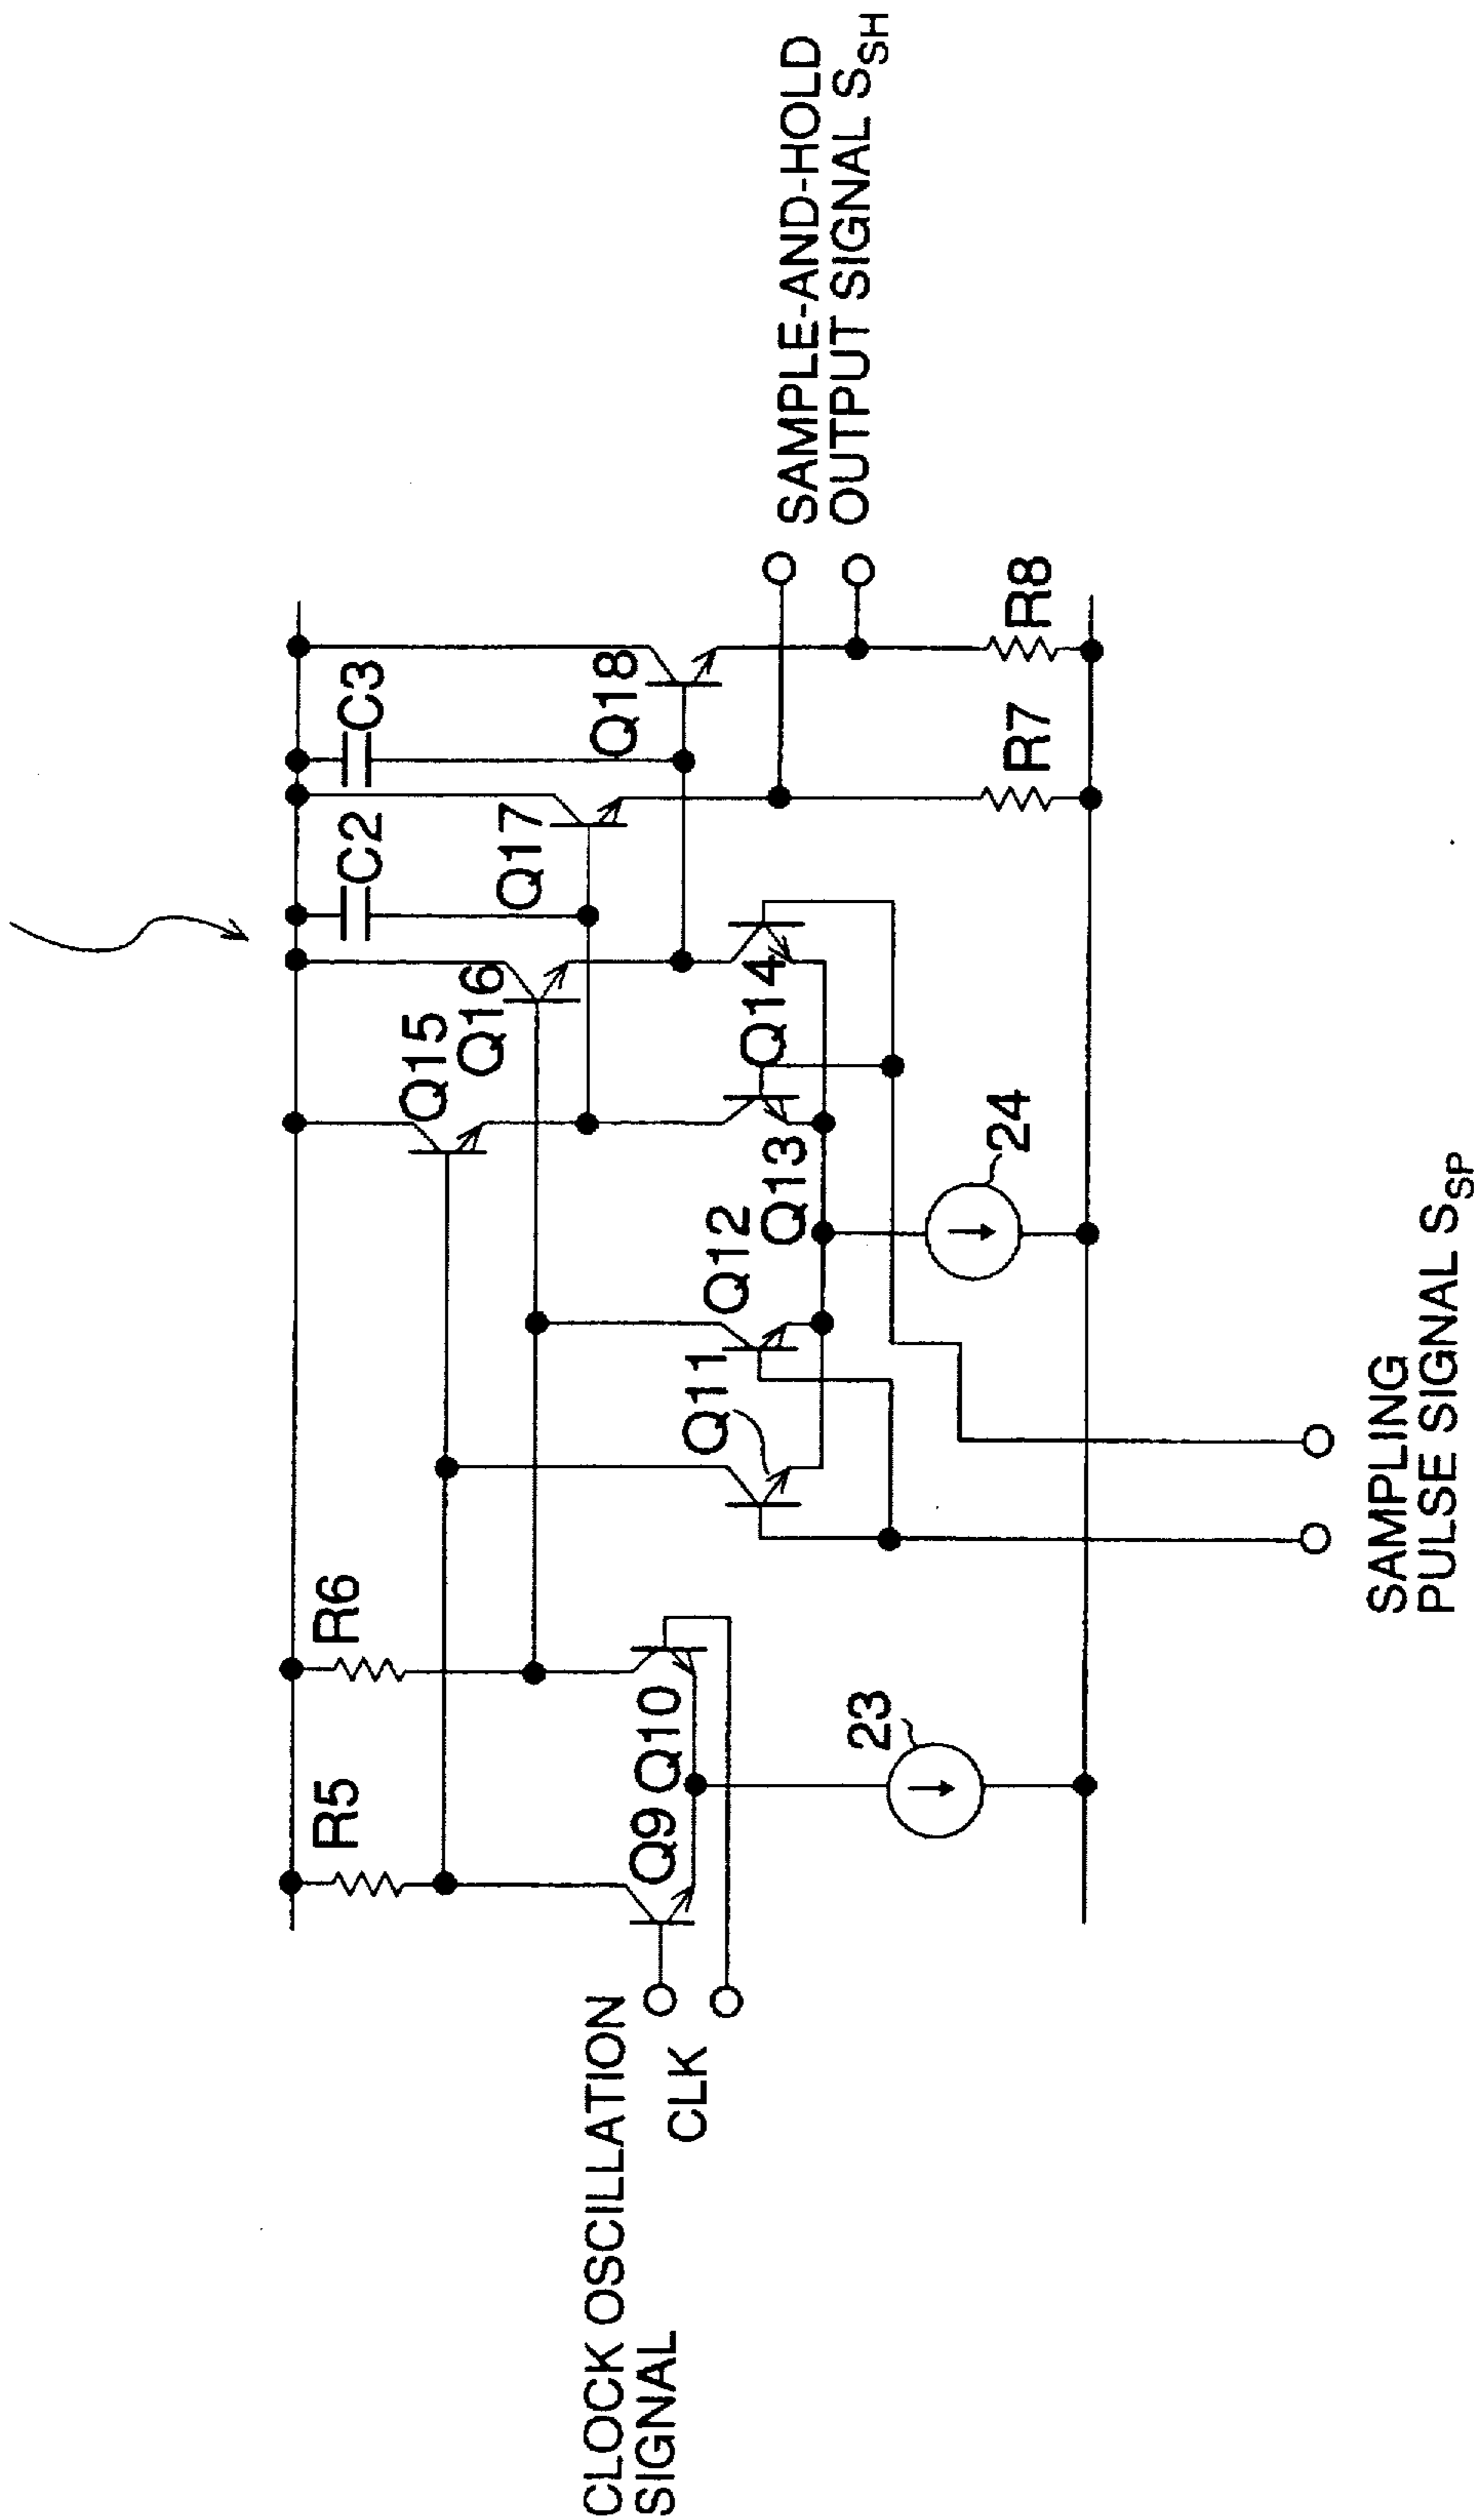 CLOCK OSCILLATION
SIGNAL
CLK
R5
R6
Q9
Q10
23
Q11
Q12
Q13
Q14
24
Q15
Q16
C2
Q17
C3
Q18
R7
R8
SAMPLING
PULSE SIGNAL SSP
SAMPLE-AND-HOLD
OUTPUT SIGNAL SSH